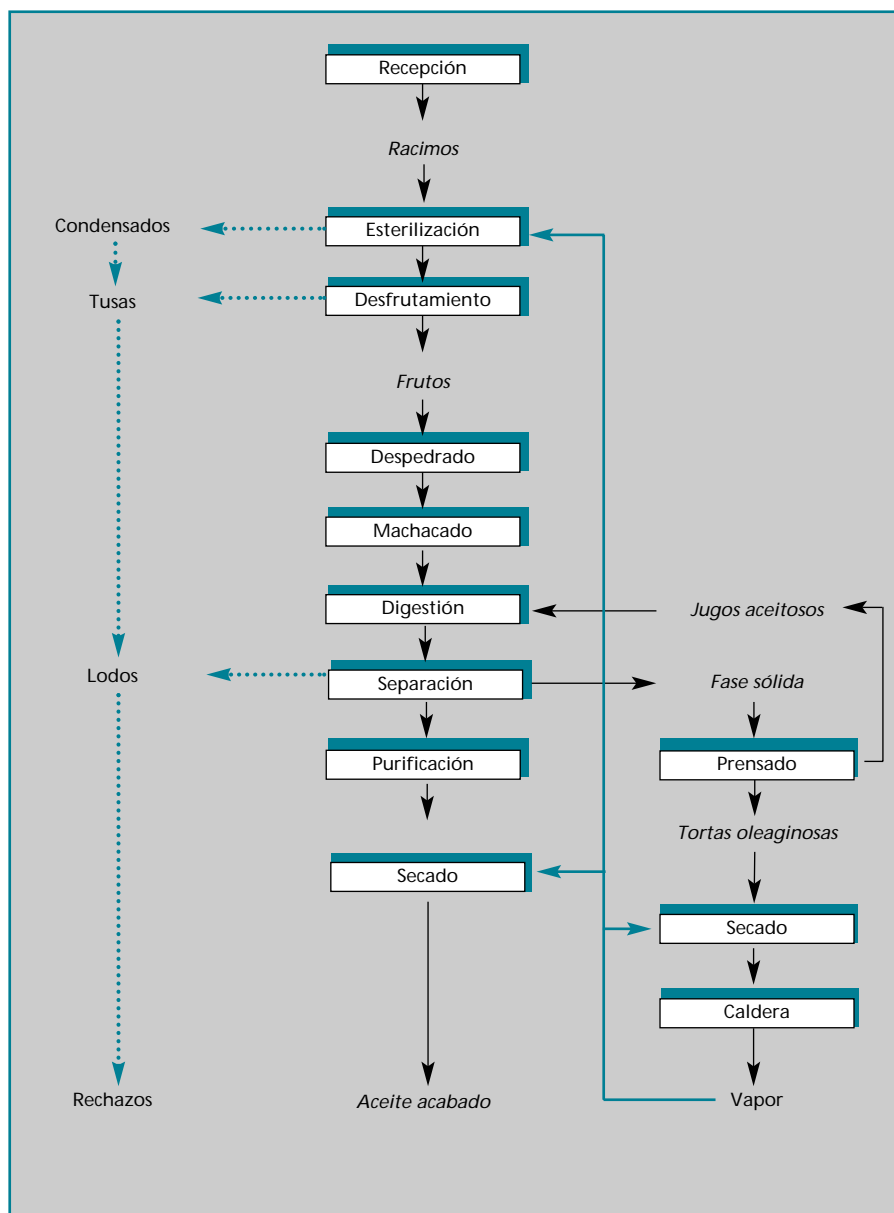 Recepción
Racimos
Condensados
Esterilización
Tusas
Desfrutamiento
Frutos
Despedrado
Machacado
Digestión
Jugos aceitosos
Lodos
Separación
Fase sólida
Purificación
Prensado
Tortas oleaginosas
Secado
Secado
Caldera
Rechazos
Aceite acabado
Vapor